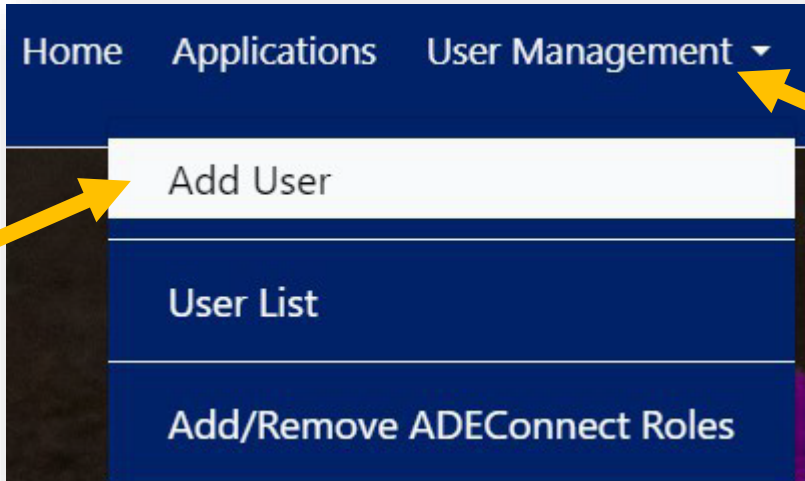 Home Applications User Management
Add User
User List
Add/Remove ADEConnect Roles